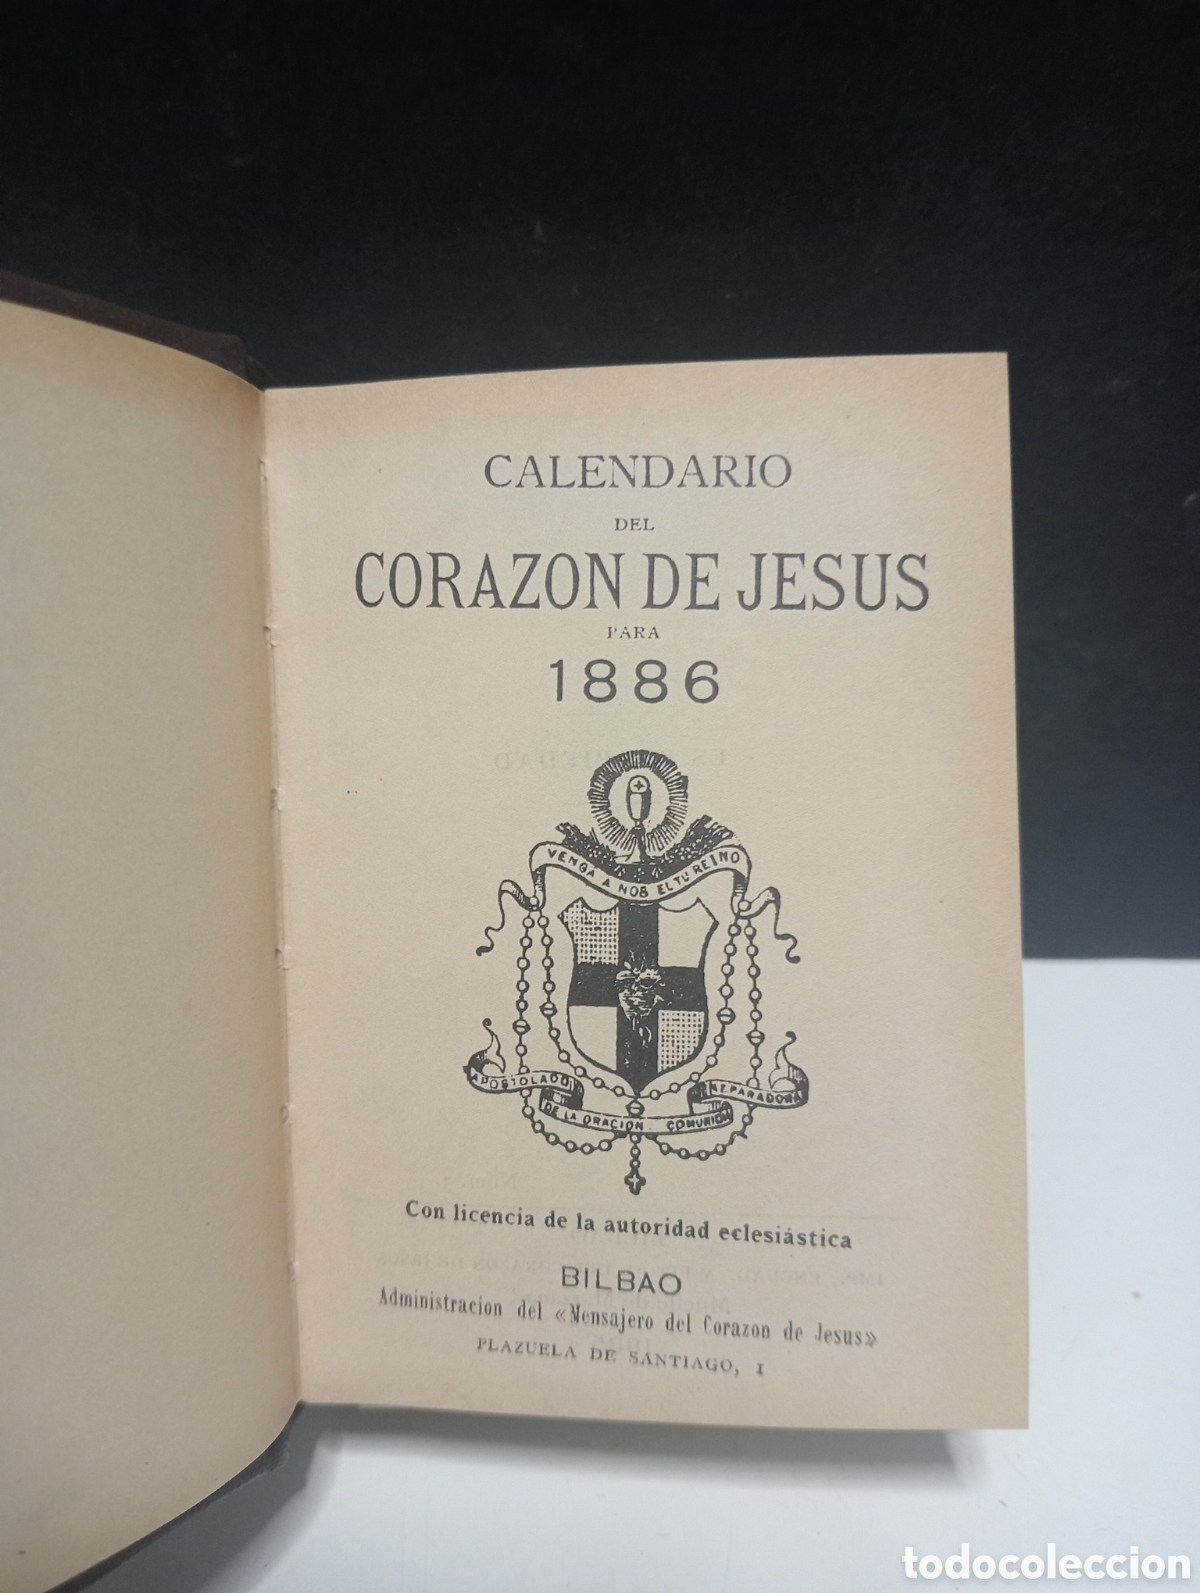 CALENDARIO
DEL
CORAZON DE JESUS
PARA
1886
VENGA A NOS EL TU REINO
APOSTOLADO
DE LA ORACION
COMUNION
REPARADORA
Con licencia de la autoridad eclesiástica
BILBAO
Administracion del «Mensajero del Corazon de Jesus»
PLAZUELA DE SANTIAGO, 1
todocoleccion